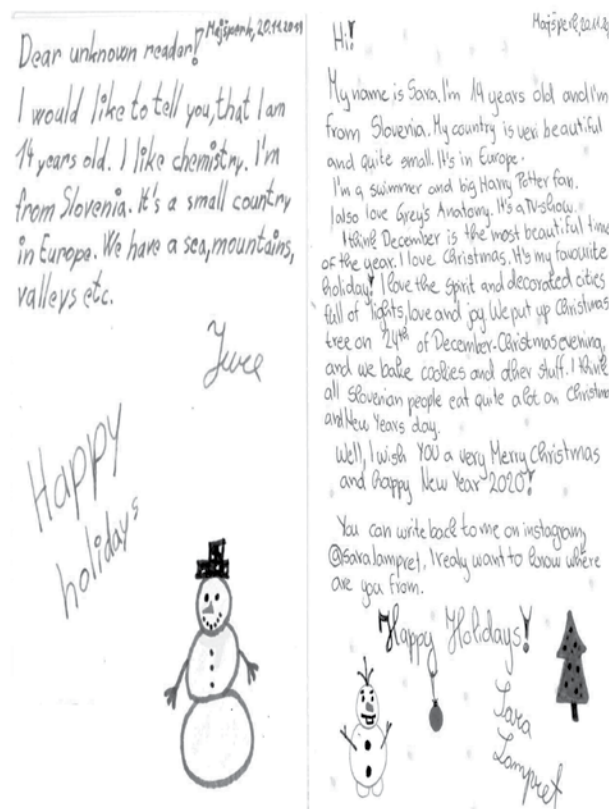 Majšperk, 20.11.2019
Dear unknown reader!
I would like to tell you, that I am
14 years old. I like chemistry. I'm
from Slovenia. It's a small country
in Europe. We have a sea, mountains,
valleys etc.
Happy
holidays
Majšperk, 20.11.20
Hi!
My name is Sara. I'm 14 years old and I'm
from Slovenia. My country is veri beautiful
and quite small. It's in Europe.
I'm a swimmer and big Harry Potter fan.
I also love Grey's Anatomy. It's a TV-show.
I think December is the most beautiful time
of the year. I love Christmas. It's my favourite
holiday! I love the spirit and decorated cities
full of lights, love and joy. We put up Christmas
tree on 24th of December-Christmas evening,
and we bake cookies and other stuff. I think
all Slovenian people eat quite alot on Christmas
and New Years day.
Well, I wish YOU a very Merry Christmas
and happy New Year 2020!
You can write back to me on instagram,
@sara.lampret, I realy want to know where
are you from.
Happy Holidays!
Sara
Lampret